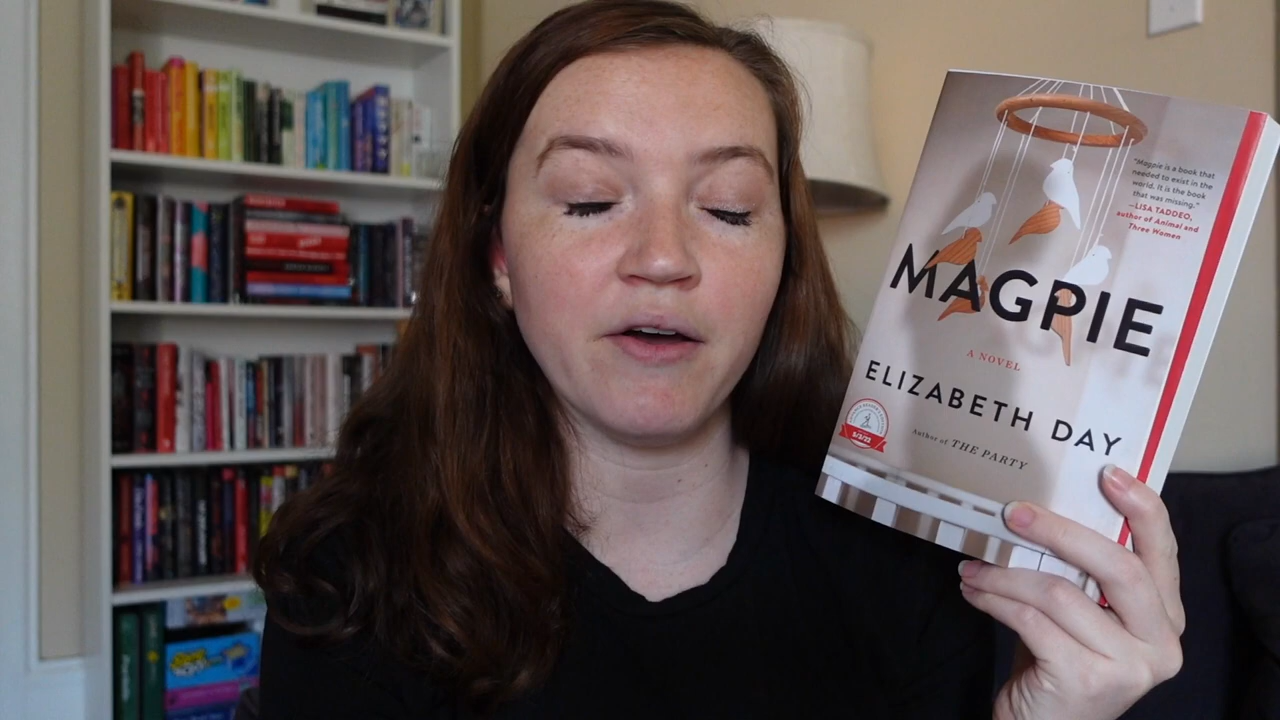 "Magpie is a book that
needed to exist in the
world. It is the book
that was missing."
—LISA TADDEO,
author of Animal and
Three Women
MAGPIE
A NOVEL
ELIZABETH DAY
Author of THE PARTY